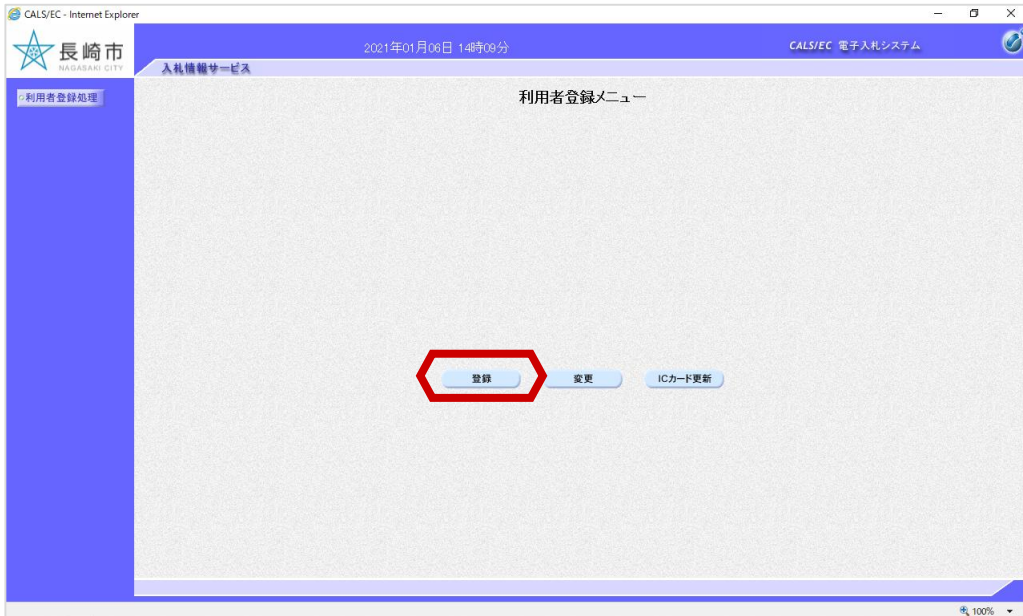 CALS/EC - Internet Explorer
長崎市
NAGASAKI CITY
2021年01月06日 14時09分
CALS/EC 電子入札システム
入札情報サービス
利用者登録処理
利用者登録メニュー
登録
変更
ICカード更新
100%